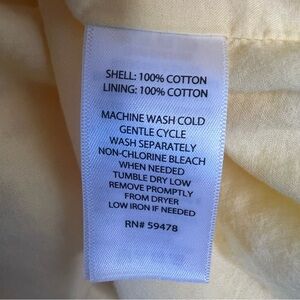 SHELL: 100% COTTON
LINING: 100% COTTON
MACHINE WASH COLD
GENTLE CYCLE
WASH SEPARATELY
NON-CHLORINE BLEACH
WHEN NEEDED
TUMBLE DRY LOW
REMOVE PROMPTLY
FROM DRYER
LOW IRON IF NEEDED
RN# 59478